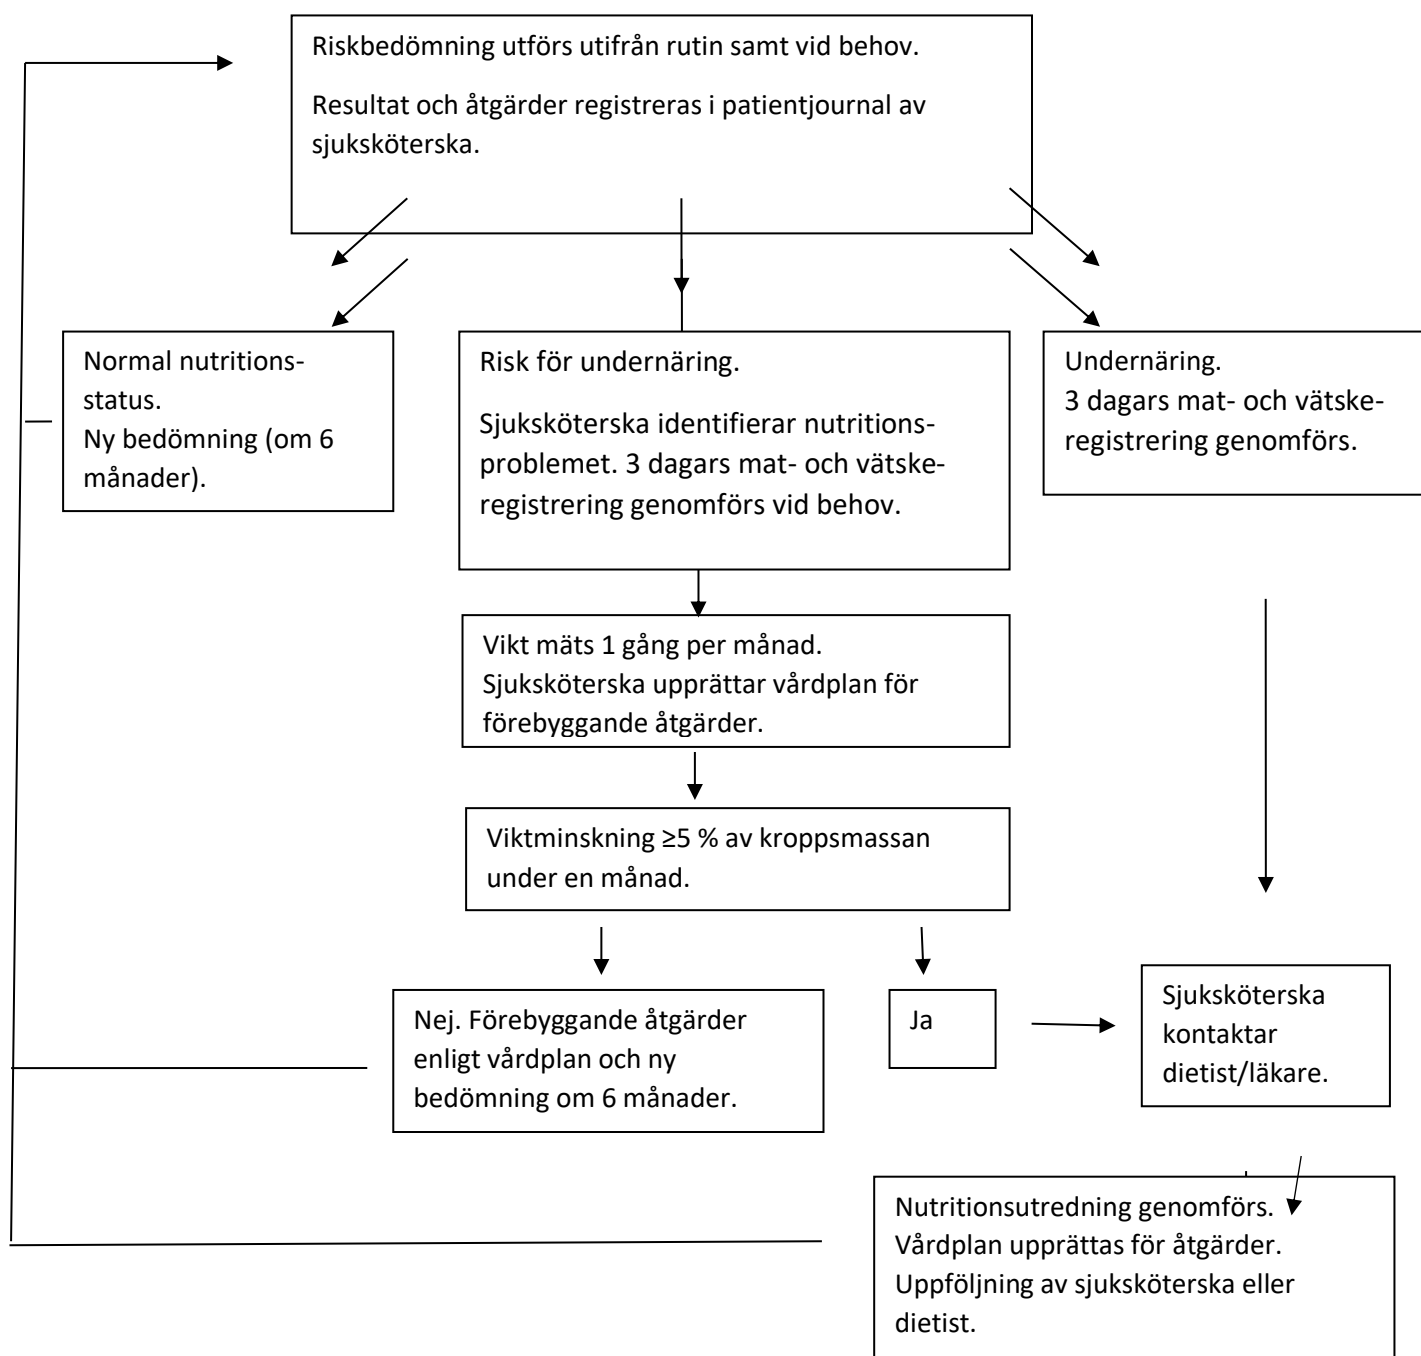 Riskbedömning utförs utifrån rutin samt vid behov.
Resultat och åtgärder registreras i patientjournal av
sjuksköterska.
Normal nutritions-
status.
Ny bedömning (om 6
månader).
Risk för undernäring.
Sjuksköterska identifierar nutritions-
problemet. 3 dagars mat- och vätske-
registrering genomförs vid behov.
Undernäring.
3 dagars mat- och vätske-
registrering genomförs.
Vikt mäts 1 gång per månad.
Sjuksköterska upprättar vårdplan för
förebyggande åtgärder.
Viktminskning ≥5 % av kroppsmassan
under en månad.
Nej. Förebyggande åtgärder
enligt vårdplan och ny
bedömning om 6 månader.
Ja
Sjuksköterska
kontaktar
dietist/läkare.
Nutritionsutredning genomförs.
Vårdplan upprättas för åtgärder.
Uppföljning av sjuksköterska eller
dietist.